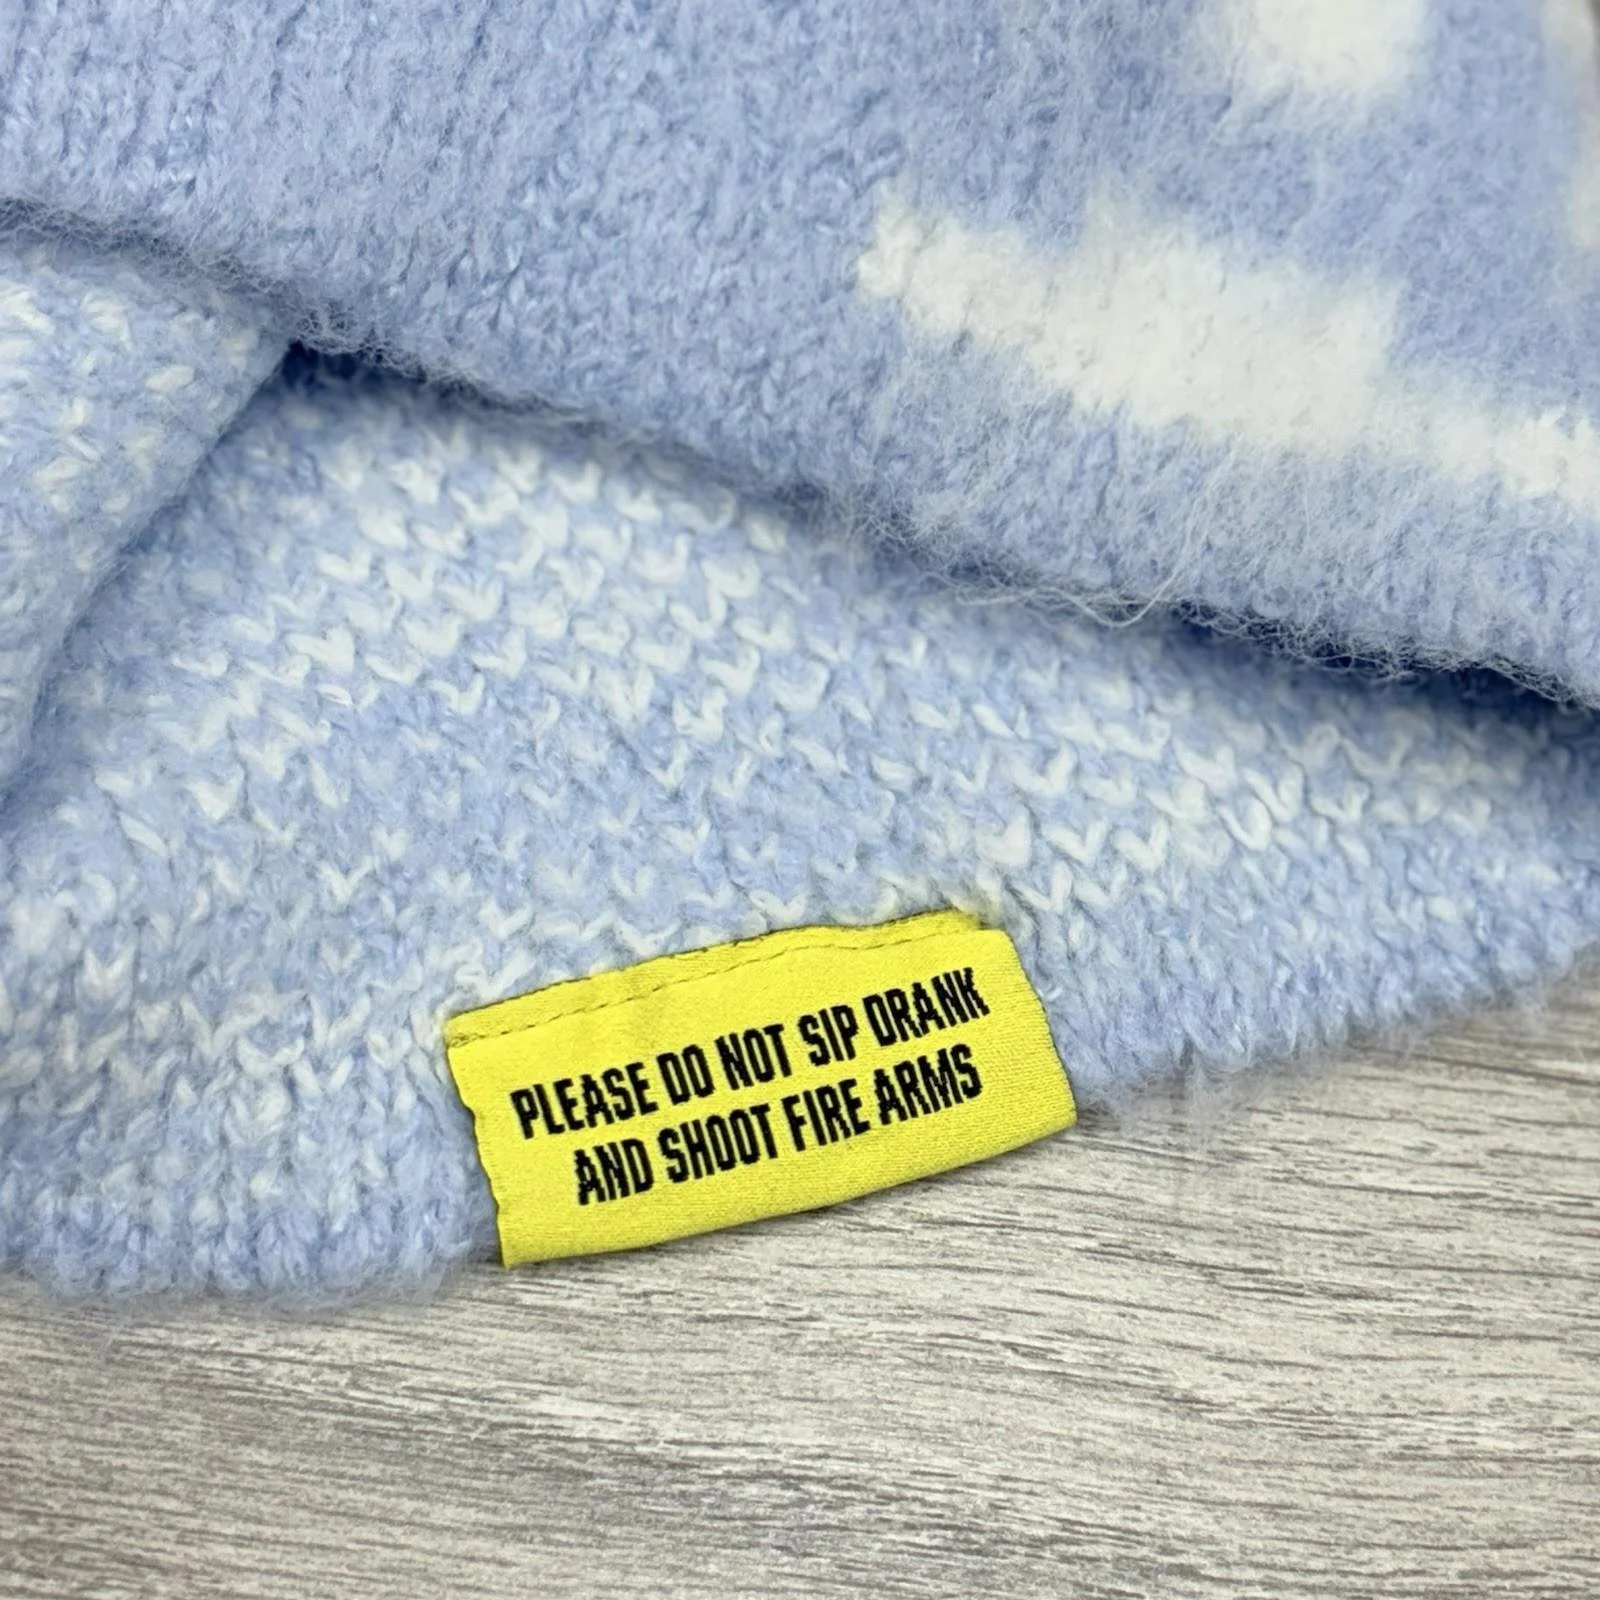 PLEASE DO NOT SIP DRANK
AND SHOOT FIRE ARMS